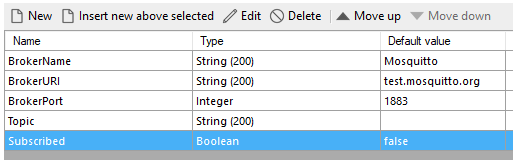 New Insert new above selected Edit Delete Move up Move down
Name Type Default value
BrokerName String (200) Mosquitto
BrokerURI String (200) test.mosquitto.org
BrokerPort Integer 1883
Topic String (200)
Subscribed Boolean false